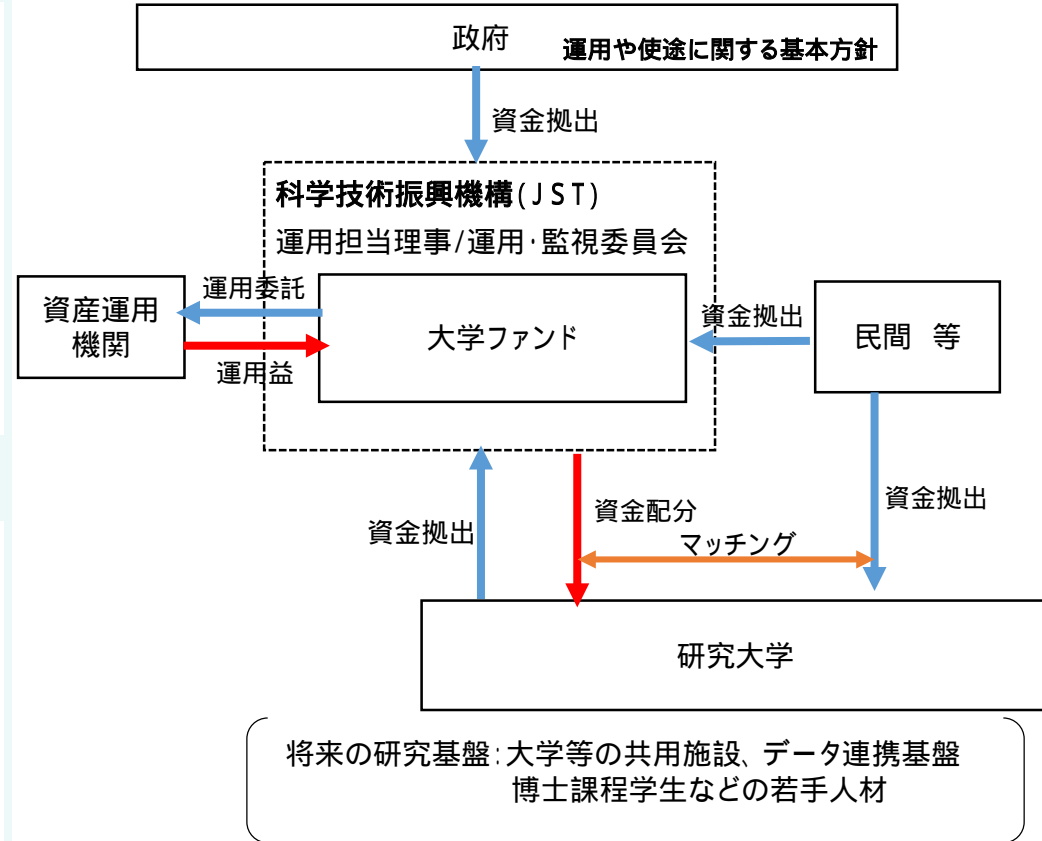 政府
運用や使途に関する基本方針
資金拠出
科学技術振興機構(JST)
運用担当理事/運用・監視委員会
運用委託
資産運用
機関
運用益
大学ファンド
資金拠出
民間 等
資金拠出
資金配分
マッチング
資金拠出
研究大学
将来の研究基盤:大学等の共用施設、データ連携基盤
博士課程学生などの若手人材